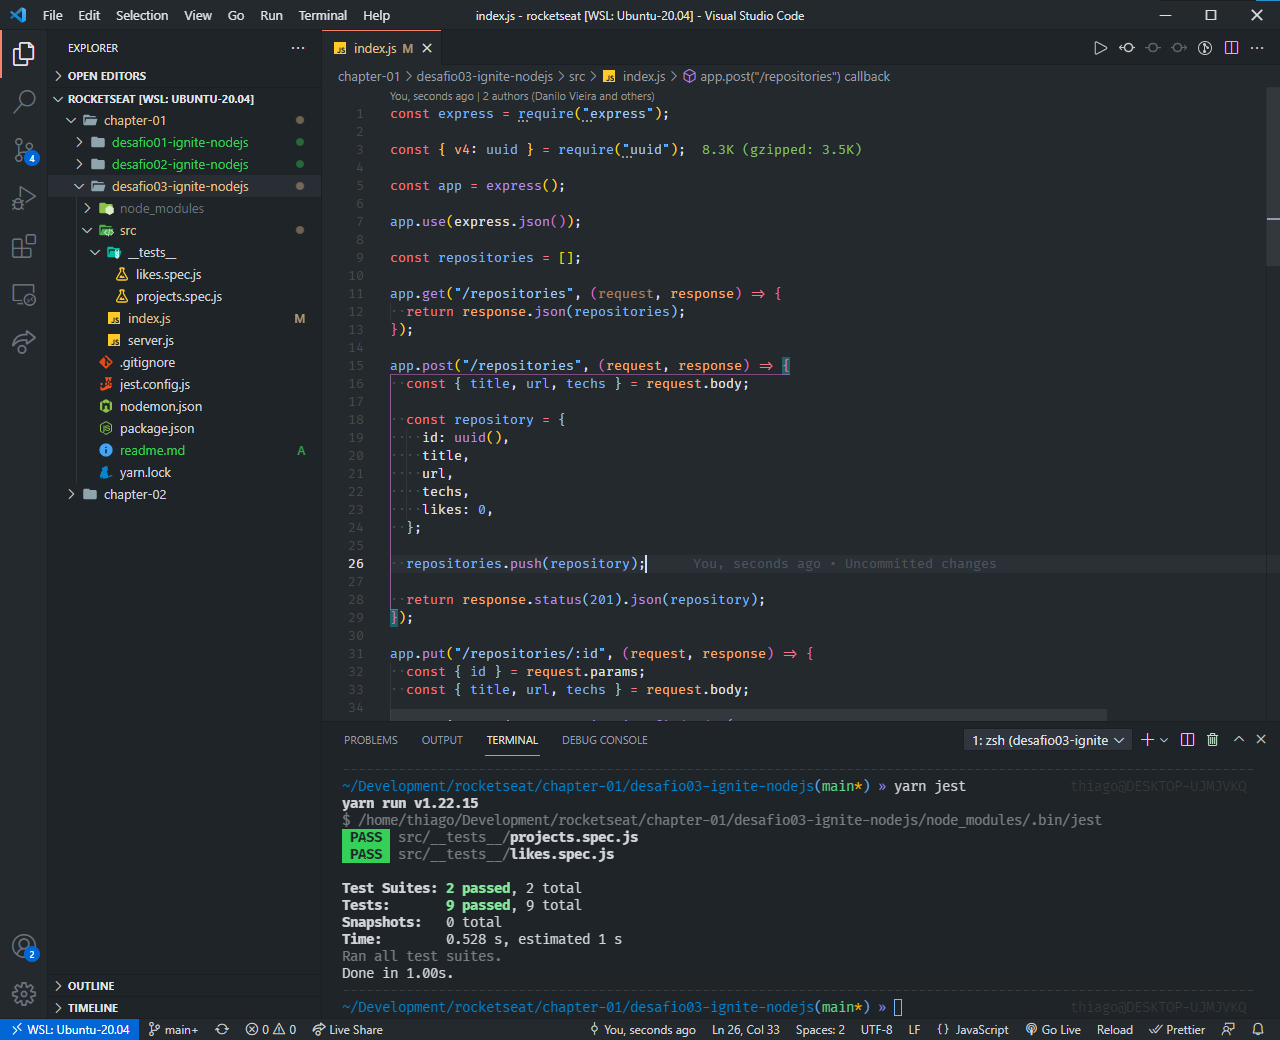 File Edit Selection View Go Run Terminal Help index.js - rocketseat [WSL: Ubuntu-20.04] - Visual Studio Code
EXPLORER ···
OPEN EDITORS
ROCKETSEAT [WSL: UBUNTU-20.04]
chapter-01
desafio01-ignite-nodejs
desafio02-ignite-nodejs
desafio03-ignite-nodejs
node_modules
src
__tests__
likes.spec.js
projects.spec.js
index.js M
server.js
.gitignore
jest.config.js
nodemon.json
package.json
readme.md A
yarn.lock
chapter-02
OUTLINE
TIMELINE
4
2
JS index.js M
chapter-01 > desafio03-ignite-nodejs > src > JS index.js > app.post("/repositories") callback
You, seconds ago | 2 authors (Danilo Vieira and others)
1 const express = require("express");
2
3 const { v4: uuid } = require("uuid"); 8.3K (gzipped: 3.5K)
4
5 const app = express();
6
7 app.use(express.json());
8
9 const repositories = [];
10
11 app.get("/repositories", (request, response) => {
12 return response.json(repositories);
13 });
14
15 app.post("/repositories", (request, response) => {
16 const { title, url, techs } = request.body;
17
18 const repository = {
19 id: uuid(),
20 title,
21 url,
22 techs,
23 likes: 0,
24 };
25
26 repositories.push(repository); You, seconds ago • Uncommitted changes
27
28 return response.status(201).json(repository);
29 });
30
31 app.put("/repositories/:id", (request, response) => {
32 const { id } = request.params;
33 const { title, url, techs } = request.body;
34
PROBLEMS OUTPUT TERMINAL DEBUG CONSOLE 1: zsh (desafio03-ignite
~/Development/rocketseat/chapter-01/desafio03-ignite-nodejs(main*) » yarn jest thiago@DESKTOP-UJMJVKQ
yarn run v1.22.15
$ /home/thiago/Development/rocketseat/chapter-01/desafio03-ignite-nodejs/node_modules/.bin/jest
PASS src/__tests__/projects.spec.js
PASS src/__tests__/likes.spec.js
Test Suites: 2 passed, 2 total
Tests: 9 passed, 9 total
Snapshots: 0 total
Time: 0.528 s, estimated 1 s
Ran all test suites.
Done in 1.00s.
~/Development/rocketseat/chapter-01/desafio03-ignite-nodejs(main*) » thiago@DESKTOP-UJMJVKQ
WSL: Ubuntu-20.04 main+ 0 0 Live Share You, seconds ago Ln 26, Col 33 Spaces: 2 UTF-8 LF {} JavaScript Go Live Reload Prettier